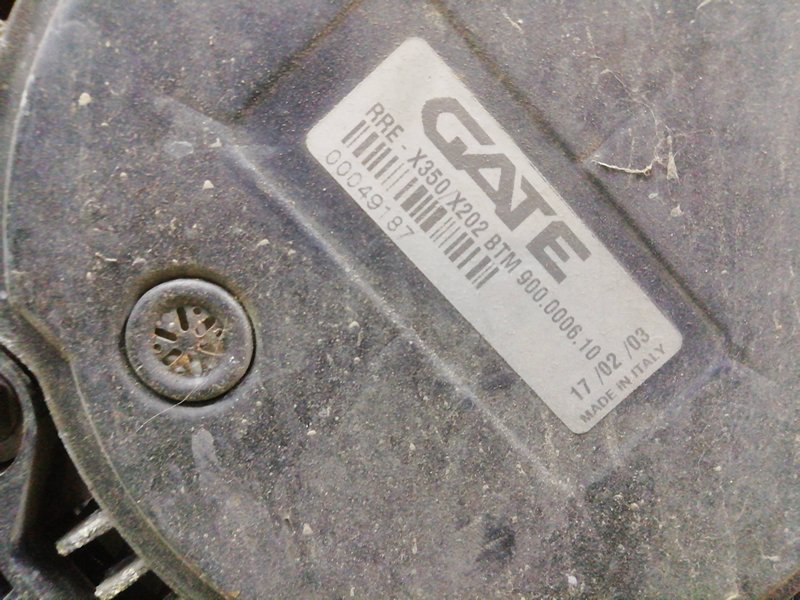 GATE
RRE - X350/X202 BTM 900.0006.10
00049187
17 /02 /03
MADE IN ITALY